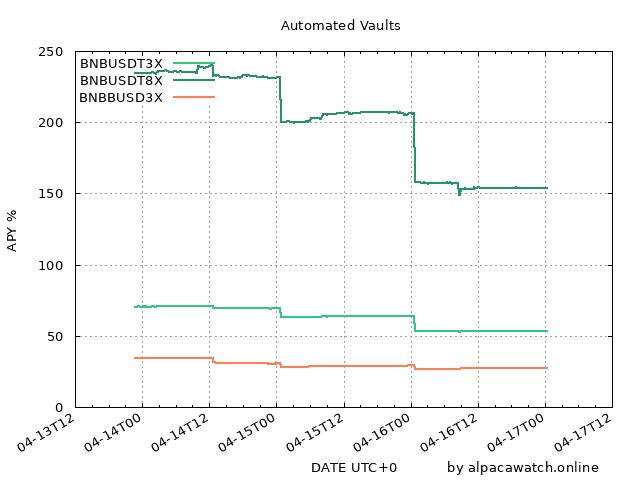 Automated Vaults
BNBUSDT3X
BNBUSDT8X
BNBBUSD3X
APY %
250
200
150
100
50
0
04-13T12
04-14T00
04-14T12
04-15T00
04-15T12
04-16T00
04-16T12
04-17T00
04-17T12
DATE UTC+0
by alpacawatch.online